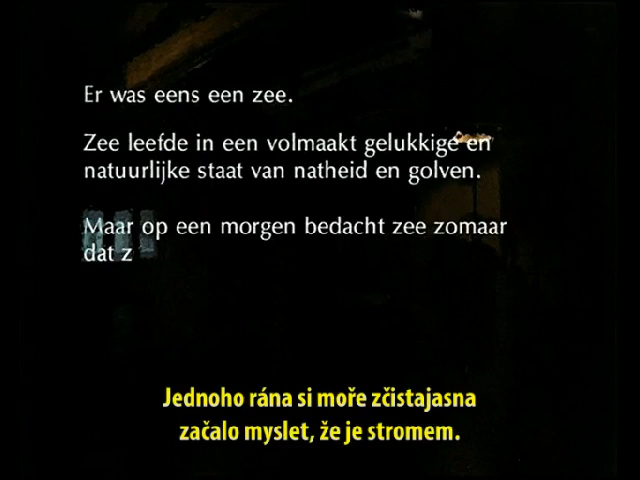 Er was eens een zee.
Zee leefde in een volmaakt gelukkige en
natuurlijke staat van natheid en golven.
Maar op een morgen bedacht zee zomaar
dat z
Jednoho rána si moře zčistajasna
začalo myslet, že je stromem.